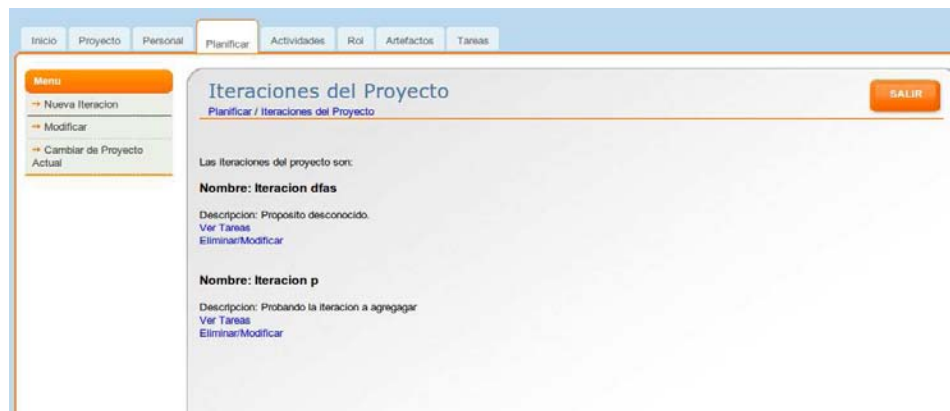 Inicio Proyecto Personal Planificar Actividades Rol Artefactos Tareas
Menu
Nueva Iteracion
Modificar
Cambiar de Proyecto
Actual
Iteraciones del Proyecto
Planificar / Iteraciones del Proyecto
SALIR
Las iteraciones del proyecto son:
Nombre: Iteracion dfas
Descripcion: Proposito desconocido.
Ver Tareas
Eliminar/Modificar
Nombre: Iteracion p
Descripcion: Probando la iteracion a agregagar
Ver Tareas
Eliminar/Modificar